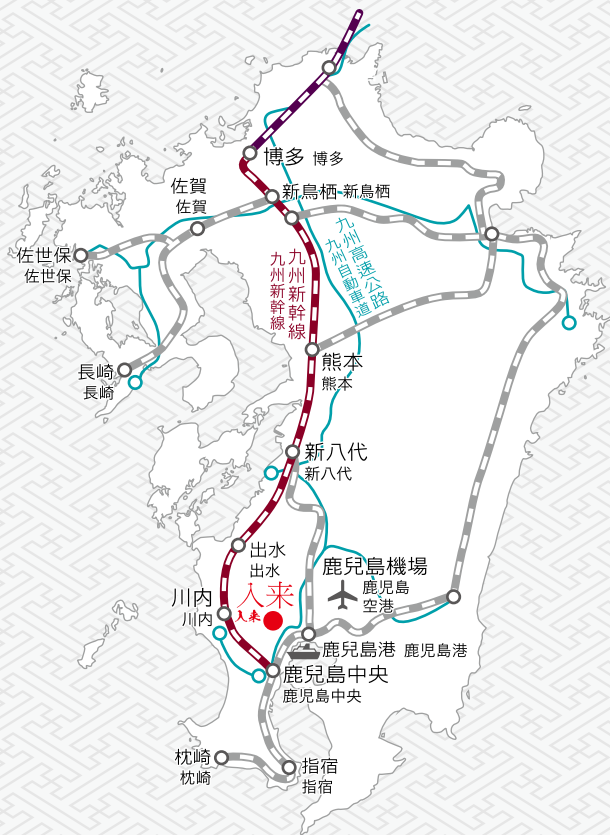 博多 博多
新鳥栖 新鳥栖
佐賀
佐賀
佐世保
佐世保
九州高速公路
九州自動車道
九州新幹線
九州新幹線
長崎
長崎
熊本
熊本
新八代
新八代
出水
出水
鹿兒島機場
鹿児島
空港
川内
川内
入来
入来
鹿兒島港 鹿児島港
鹿兒島中央
鹿児島中央
枕崎
枕崎
指宿
指宿